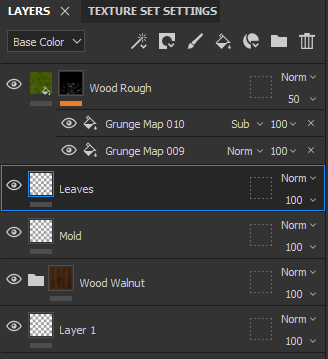 LAYERS × TEXTURE SET SETTINGS
Base Color
Norm
Wood Rough
50
Grunge Map 010 Sub 100 ×
Grunge Map 009 Norm 100 ×
Norm
Leaves
100
Norm
Mold
100
Norm
Wood Walnut
100
Norm
Layer 1
100